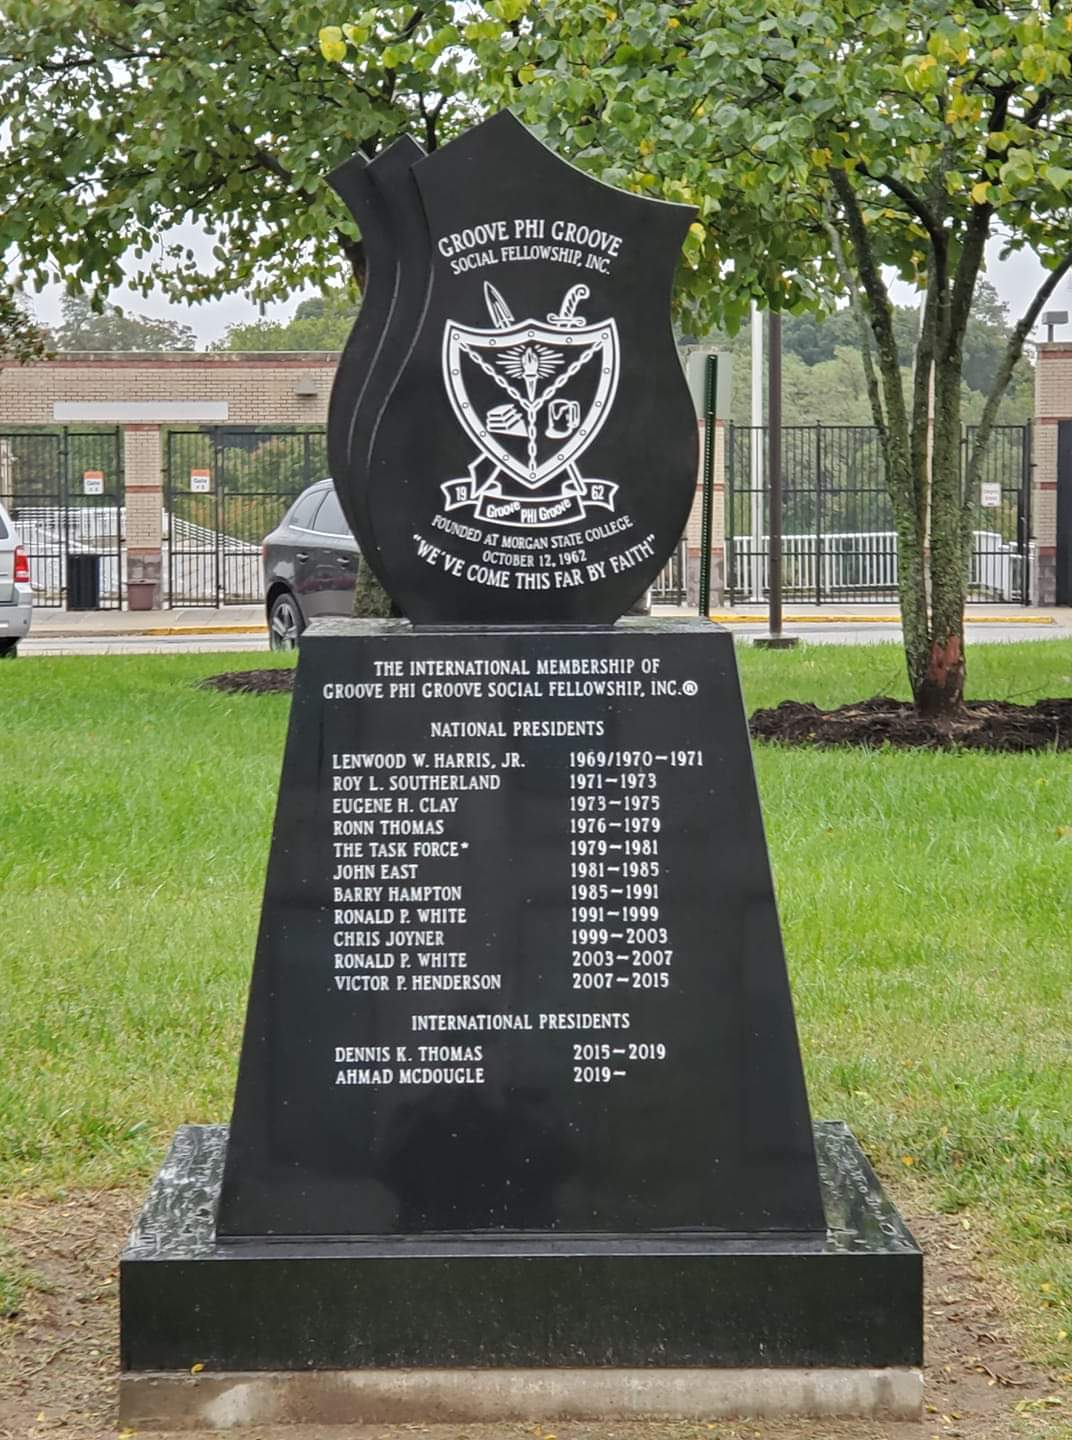 GROOVE PHI GROOVE
SOCIAL FELLOWSHIP, INC.
19 Groove PHI Groove 62
FOUNDED AT MORGAN STATE COLLEGE
OCTOBER 12, 1962
"WE'VE COME THIS FAR BY FAITH"
THE INTERNATIONAL MEMBERSHIP OF
GROOVE PHI GROOVE SOCIAL FELLOWSHIP, INC.®
NATIONAL PRESIDENTS
LENWOOD W. HARRIS, JR. 1969/1970-1971
ROY L. SOUTHERLAND 1971-1973
EUGENE H. CLAY 1973-1975
RONN THOMAS 1976-1979
THE TASK FORCE* 1979-1981
JOHN EAST 1981-1985
BARRY HAMPTON 1985-1991
RONALD P. WHITE 1991-1999
CHRIS JOYNER 1999-2003
RONALD P. WHITE 2003-2007
VICTOR P. HENDERSON 2007-2015
INTERNATIONAL PRESIDENTS
DENNIS K. THOMAS 2015-2019
AHMAD MCDOUGLE 2019-
Gate
Gate